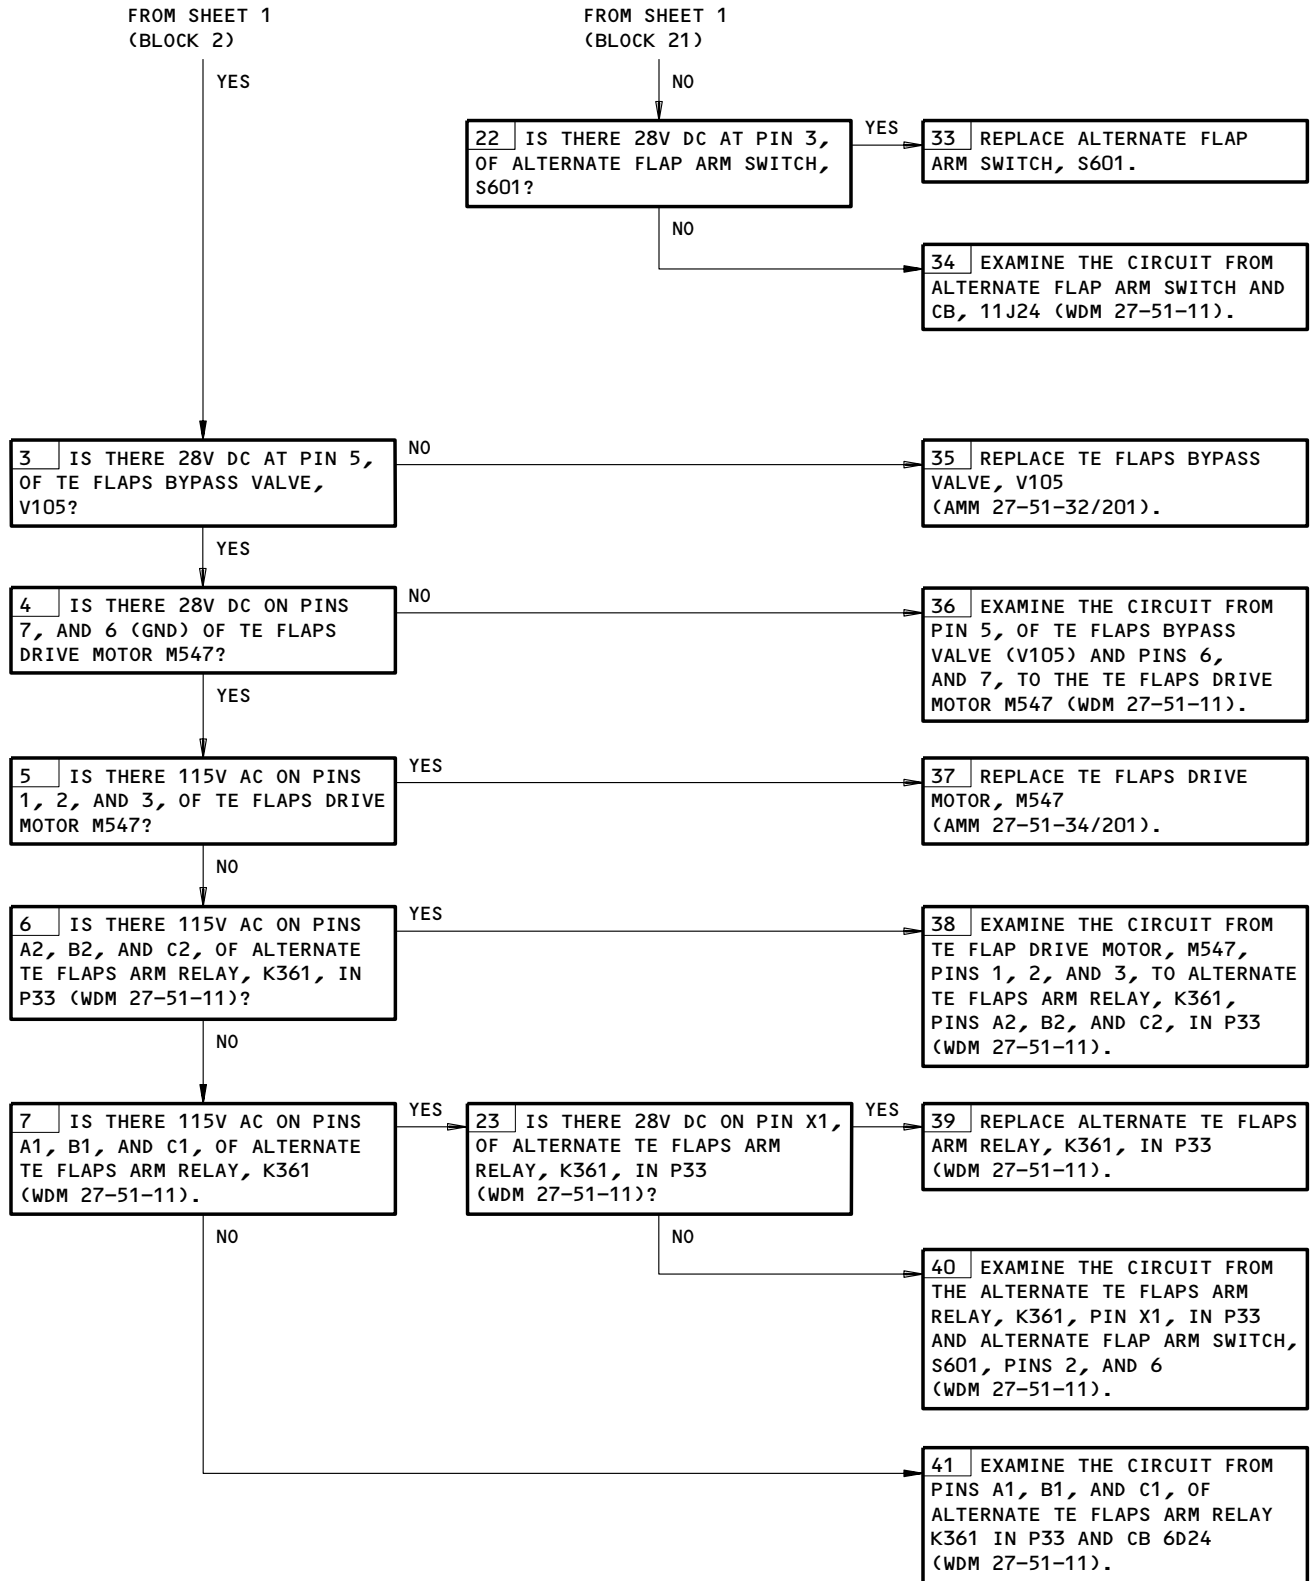 FROM SHEET 1
(BLOCK 2)
YES
FROM SHEET 1
(BLOCK 21)
NO
22 IS THERE 28V DC AT PIN 3,
OF ALTERNATE FLAP ARM SWITCH,
S601?
YES
33 REPLACE ALTERNATE FLAP
ARM SWITCH, S601.
NO
34 EXAMINE THE CIRCUIT FROM
ALTERNATE FLAP ARM SWITCH AND
CB, 11J24 (WDM 27-51-11).
3 IS THERE 28V DC AT PIN 5,
OF TE FLAPS BYPASS VALVE,
V105?
NO
35 REPLACE TE FLAPS BYPASS
VALVE, V105
(AMM 27-51-32/201).
YES
4 IS THERE 28V DC ON PINS
7, AND 6 (GND) OF TE FLAPS
DRIVE MOTOR M547?
NO
36 EXAMINE THE CIRCUIT FROM
PIN 5, OF TE FLAPS BYPASS
VALVE (V105) AND PINS 6,
AND 7, TO THE TE FLAPS DRIVE
MOTOR M547 (WDM 27-51-11).
YES
5 IS THERE 115V AC ON PINS
1, 2, AND 3, OF TE FLAPS DRIVE
MOTOR M547?
YES
37 REPLACE TE FLAPS DRIVE
MOTOR, M547
(AMM 27-51-34/201).
NO
6 IS THERE 115V AC ON PINS
A2, B2, AND C2, OF ALTERNATE
TE FLAPS ARM RELAY, K361, IN
P33 (WDM 27-51-11)?
YES
38 EXAMINE THE CIRCUIT FROM
TE FLAP DRIVE MOTOR, M547,
PINS 1, 2, AND 3, TO ALTERNATE
TE FLAPS ARM RELAY, K361,
PINS A2, B2, AND C2, IN P33
(WDM 27-51-11).
NO
7 IS THERE 115V AC ON PINS
A1, B1, AND C1, OF ALTERNATE
TE FLAPS ARM RELAY, K361
(WDM 27-51-11).
YES
23 IS THERE 28V DC ON PIN X1,
OF ALTERNATE TE FLAPS ARM
RELAY, K361, IN P33
(WDM 27-51-11)?
YES
39 REPLACE ALTERNATE TE FLAPS
ARM RELAY, K361, IN P33
(WDM 27-51-11).
NO
NO
40 EXAMINE THE CIRCUIT FROM
THE ALTERNATE TE FLAPS ARM
RELAY, K361, PIN X1, IN P33
AND ALTERNATE FLAP ARM SWITCH,
S601, PINS 2, AND 6
(WDM 27-51-11).
41 EXAMINE THE CIRCUIT FROM
PINS A1, B1, AND C1, OF
ALTERNATE TE FLAPS ARM RELAY
K361 IN P33 AND CB 6D24
(WDM 27-51-11).